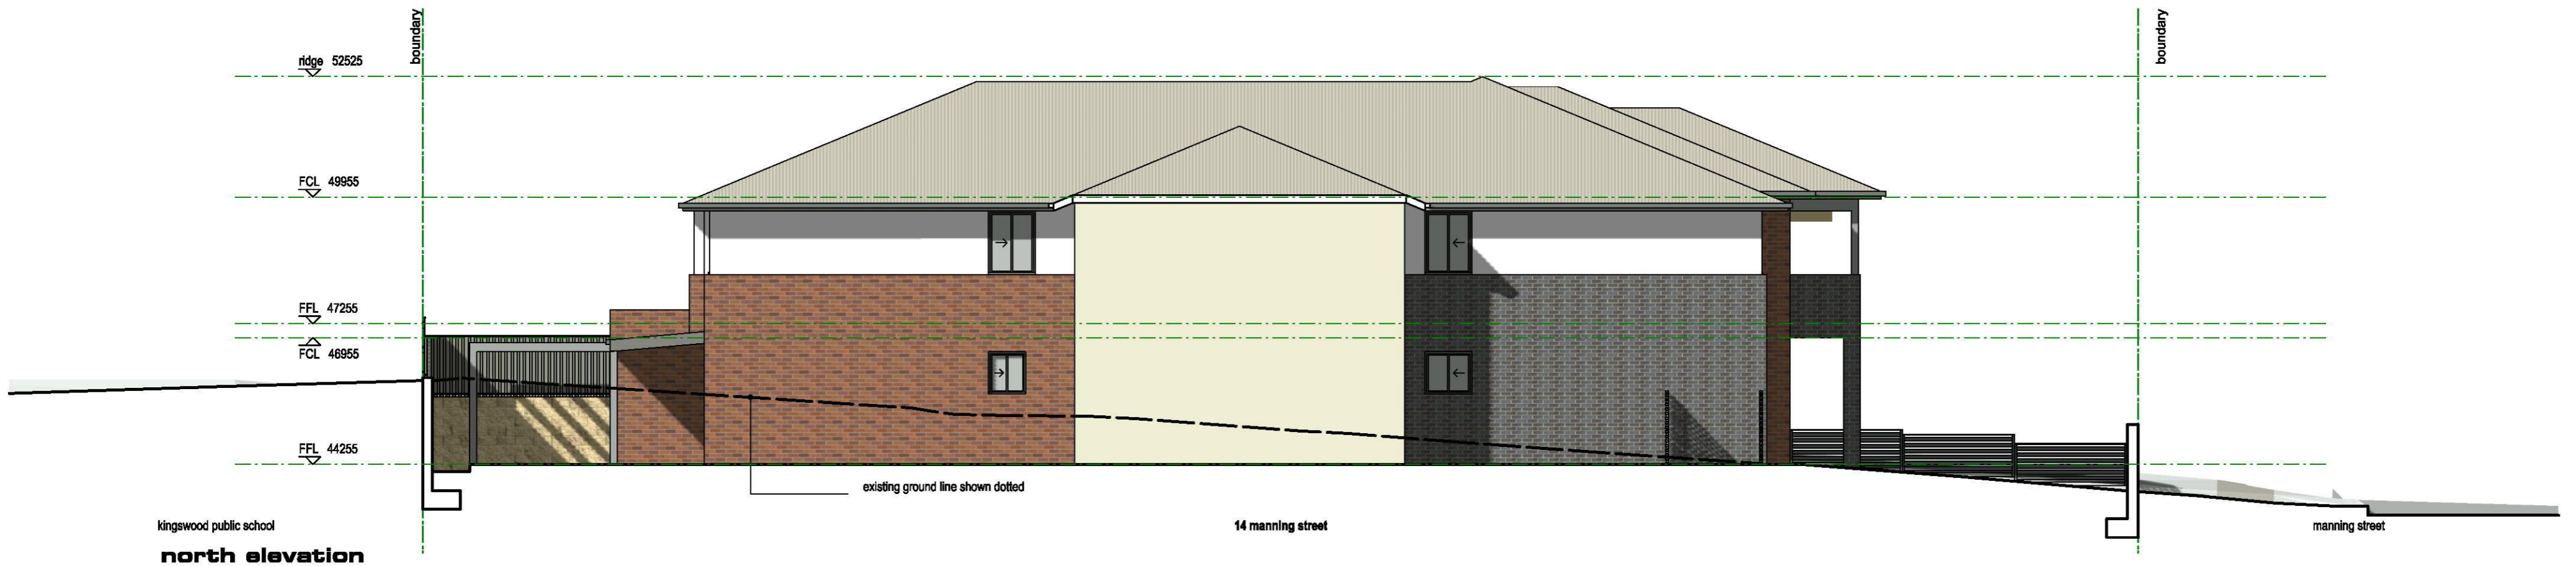 boundary
boundary
ridge 52525
FCL 49955
FFL 47255
FCL 46955
FFL 44255
existing ground line shown dotted
kingswood public school
14 manning street
manning street
north elevation